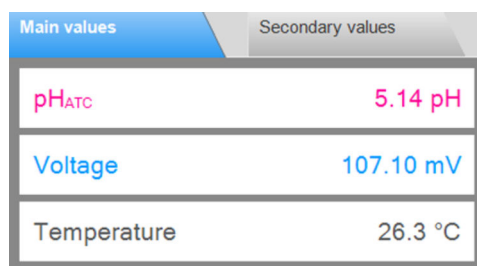 Main values Secondary values
pHATC 5.14 pH
Voltage 107.10 mV
Temperature 26.3 °C